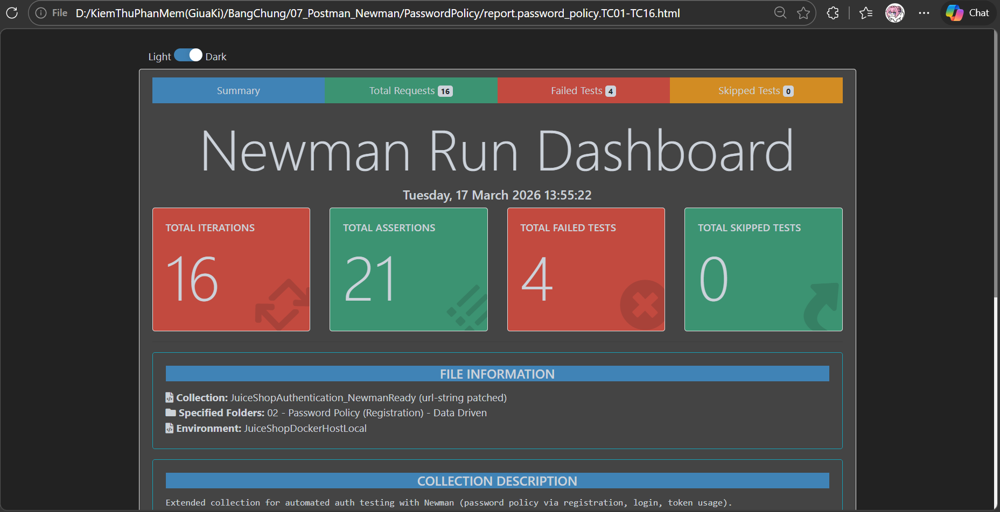 File D:/KiemThuPhanMem(GiuaKi)/BangChung/07_Postman_Newman/PasswordPolicy/report.password_policy.TC01-TC16.html Chat
Light Dark
Summary Total Requests 16 Failed Tests 4 Skipped Tests 0
Newman Run Dashboard
Tuesday, 17 March 2026 13:55:22
TOTAL ITERATIONS
16
TOTAL ASSERTIONS
21
TOTAL FAILED TESTS
4
TOTAL SKIPPED TESTS
0
FILE INFORMATION
Collection: JuiceShopAuthentication_NewmanReady (url-string patched)
Specified Folders: 02 - Password Policy (Registration) - Data Driven
Environment: JuiceShopDockerHostLocal
COLLECTION DESCRIPTION
Extended collection for automated auth testing with Newman (password policy via registration, login, token usage).